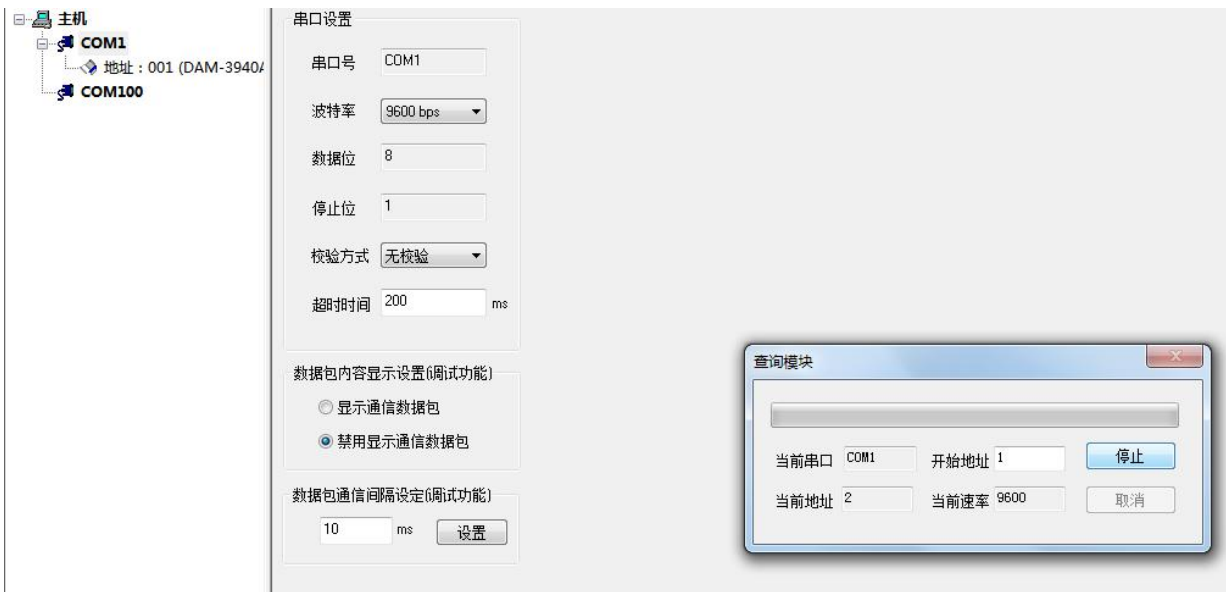 主机
COM1
地址：001 (DAM-3940A
COM100
串口设置
串口号 COM1
波特率 9600 bps
数据位 8
停止位 1
校验方式 无校验
超时时间 200 ms
数据包内容显示设置(调试功能)
显示通信数据包
禁用显示通信数据包
数据包通信间隔设定(调试功能)
10 ms 设置
查询模块
当前串口 COM1 开始地址 1 停止
当前地址 2 当前速率 9600 取消